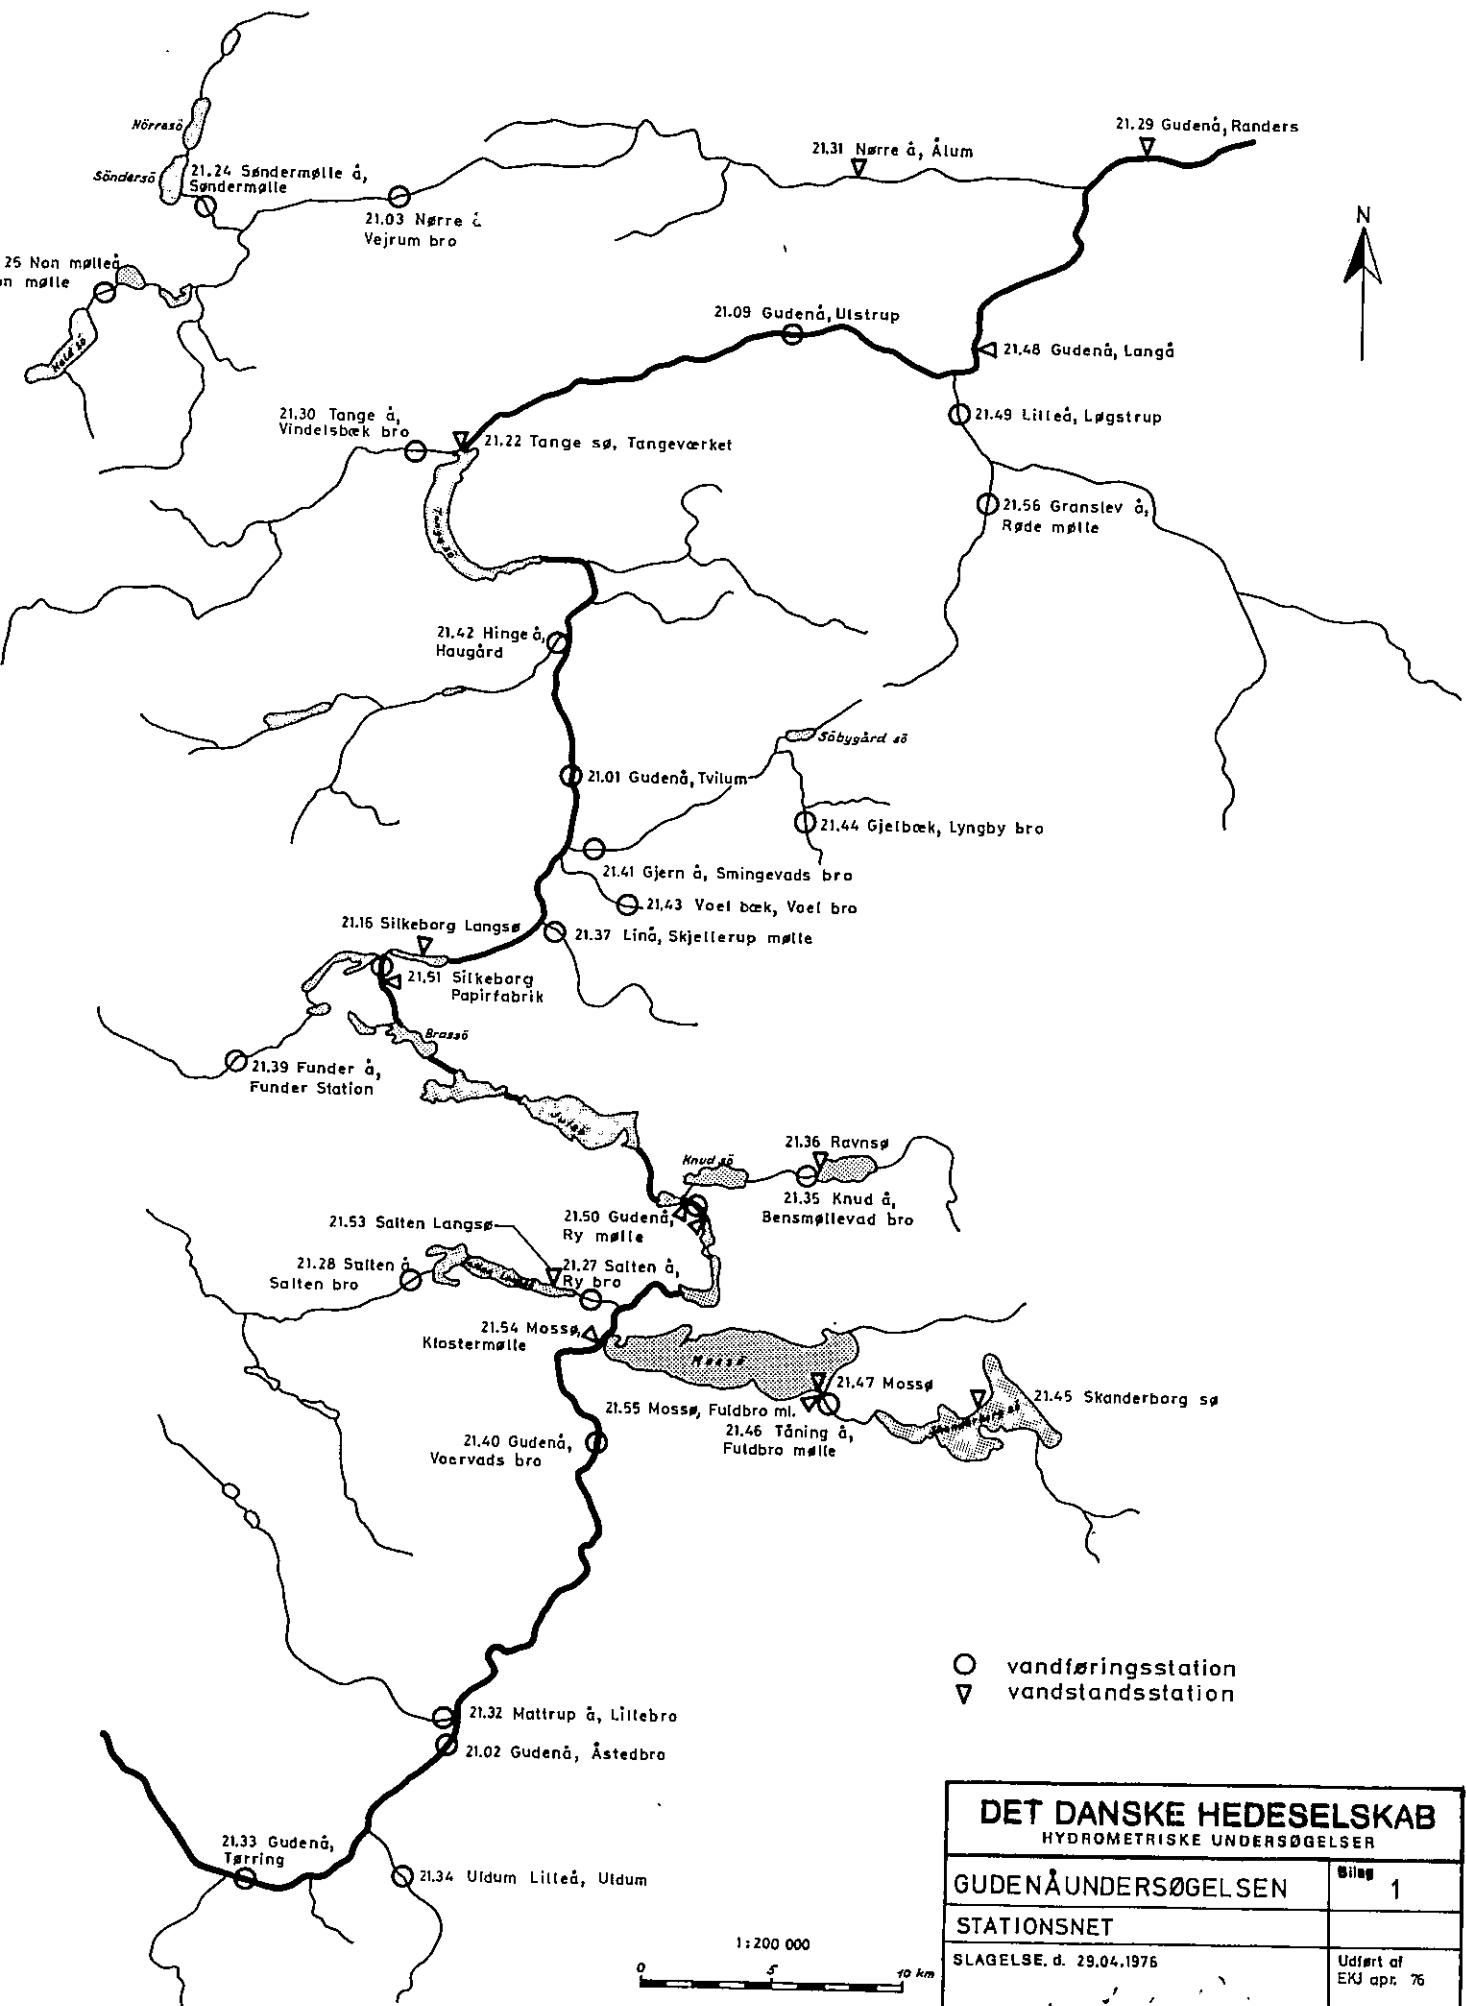 Nörresö
Söndersö
21.24 Søndermølle å,
Søndermølle
21.03 Nørre å
Vejrum bro
21.31 Nørre å, Ålum
21.29 Gudenå, Randers
N
25 Non mølleå
n mølle
Hald sö
21.09 Gudenå, Ulstrup
21.48 Gudenå, Langå
21.49 Lilleå, Løgstrup
21.30 Tange å,
Vindelsbæk bro
21.22 Tange sø, Tangeværket
Tange sö
21.56 Granslev å,
Røde mølle
21.42 Hinge å,
Haugård
Söbygård sö
21.01 Gudenå, Tvilum
21.44 Gjelbæk, Lyngby bro
21.41 Gjern å, Smingevads bro
21.43 Voel bæk, Voel bro
21.16 Silkeborg Langsø
21.37 Linå, Skjellerup mølle
21.51 Silkeborg
Papirfabrik
Brassö
21.39 Funder å,
Funder Station
Julsö
21.36 Ravnsø
Knud sö
21.35 Knud å,
Bensmøllevad bro
21.50 Gudenå,
Ry mølle
21.53 Salten Langsø
21.28 Salten å
Salten bro
21.27 Salten å,
Ry bro
21.54 Mossø,
Klostermølle
Mossö
21.47 Mossø
21.45 Skanderborg sø
Skanderborg sö
21.55 Mossø, Fuldbro ml.
21.46 Tåning å,
Fuldbro mølle
21.40 Gudenå,
Voervads bro
vandføringsstation
vandstandsstation
21.32 Mattrup å, Lillebro
21.02 Gudenå, Åstedbro
21.33 Gudenå,
Tørring
21.34 Uldum Lilleå, Uldum
1:200 000
0 5 10 km
DET DANSKE HEDESELSKAB
HYDROMETRISKE UNDERSØGELSER
GUDENÅUNDERSØGELSEN
Bilag 1
STATIONSNET
SLAGELSE, d. 29.04.1976
Udført af
EKJ apr. 76